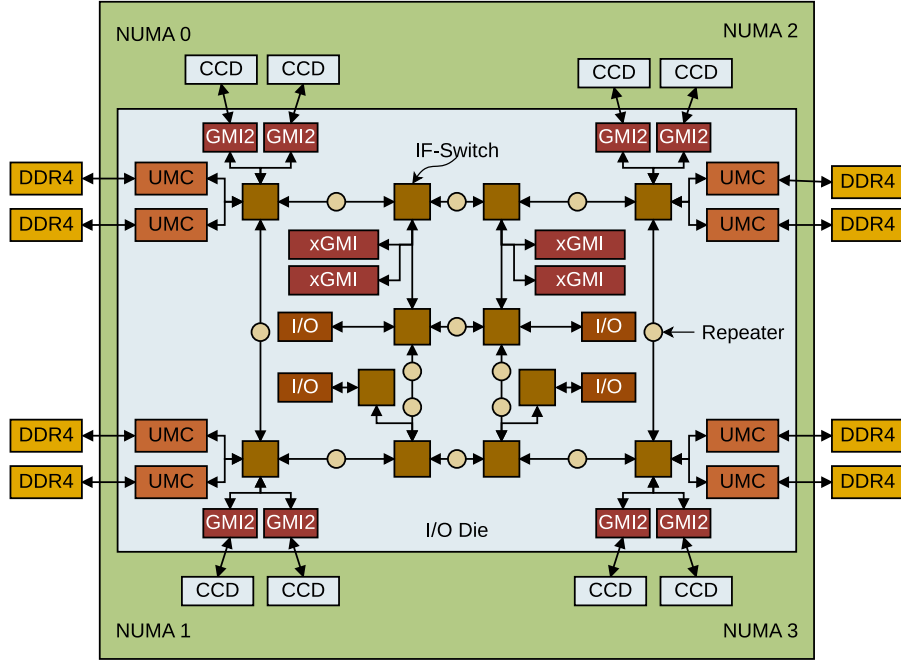 NUMA 0
NUMA 2
CCD
CCD
CCD
CCD
GMI2
GMI2
GMI2
GMI2
IF-Switch
DDR4
UMC
UMC
DDR4
DDR4
UMC
UMC
DDR4
xGMI
xGMI
xGMI
xGMI
I/O
I/O
Repeater
I/O
I/O
DDR4
UMC
UMC
DDR4
DDR4
UMC
UMC
DDR4
GMI2
GMI2
GMI2
GMI2
I/O Die
CCD
CCD
CCD
CCD
NUMA 1
NUMA 3